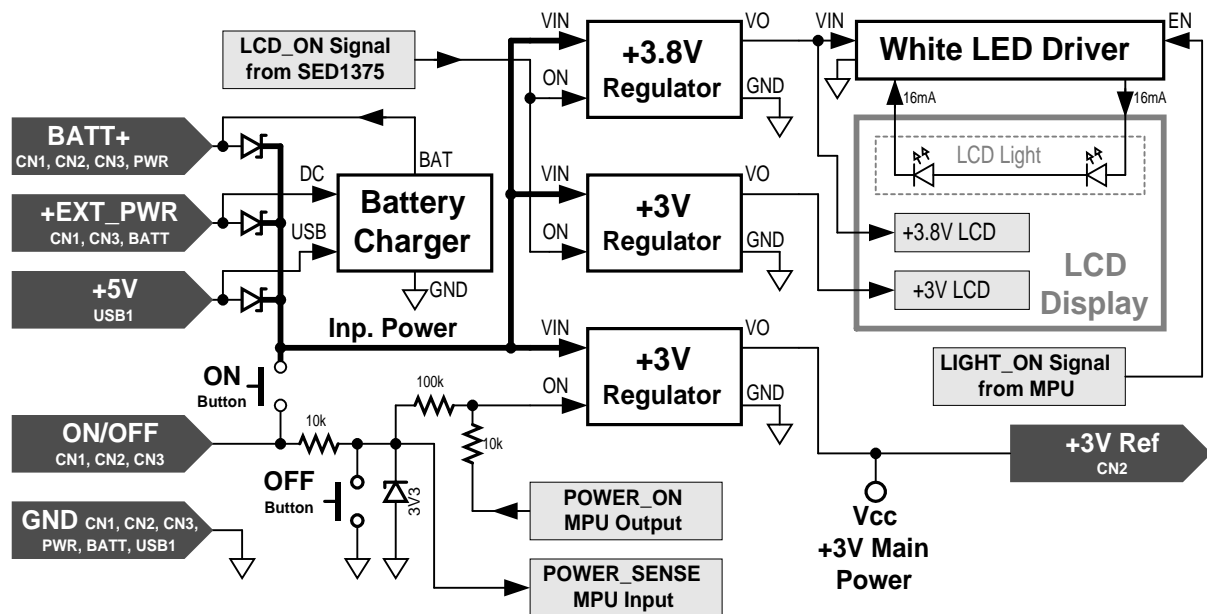 LCD_ON Signal
from SED1375
VIN
+3.8V
Regulator
ON
VO
GND
VIN
White LED Driver
EN
16mA
16mA
BATT+
CN1, CN2, CN3, PWR
+EXT_PWR
CN1, CN3, BATT
+5V
USB1
DC
USB
BAT
Battery
Charger
GND
Inp. Power
VIN
+3V
Regulator
ON
VO
GND
LCD Light
+3.8V LCD
+3V LCD
LCD
Display
VIN
+3V
Regulator
ON
VO
GND
LIGHT_ON Signal
from MPU
ON
Button
100k
10k
10k
ON/OFF
CN1, CN2, CN3
OFF
Button
3V3
GND CN1, CN2, CN3,
PWR, BATT, USB1
POWER_ON
MPU Output
POWER_SENSE
MPU Input
+3V Ref
CN2
Vcc
+3V Main
Power